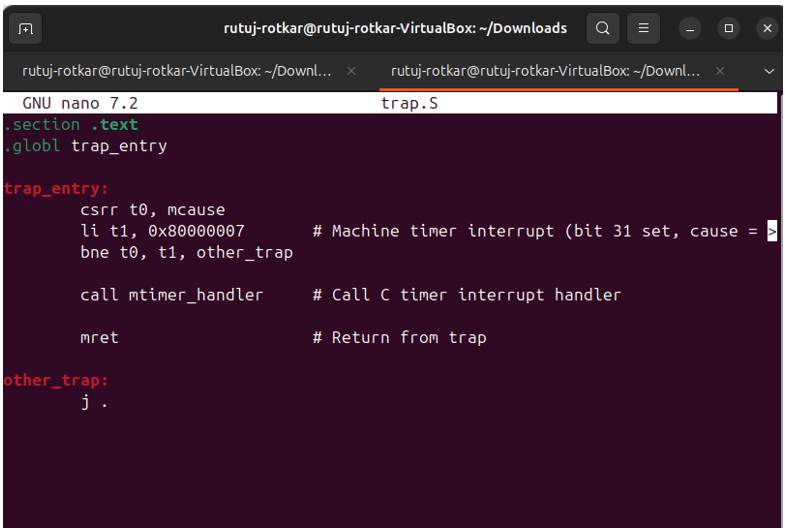 rutuj-rotkar@rutuj-rotkar-VirtualBox: ~/Downloads
rutuj-rotkar@rutuj-rotkar-VirtualBox: ~/Downl... × rutuj-rotkar@rutuj-rotkar-VirtualBox: ~/Downl... ×
GNU nano 7.2 trap.S
.section .text
.globl trap_entry
trap_entry:
csrr t0, mcause
li t1, 0x80000007 # Machine timer interrupt (bit 31 set, cause = >
bne t0, t1, other_trap
call mtimer_handler # Call C timer interrupt handler
mret # Return from trap
other_trap:
j .